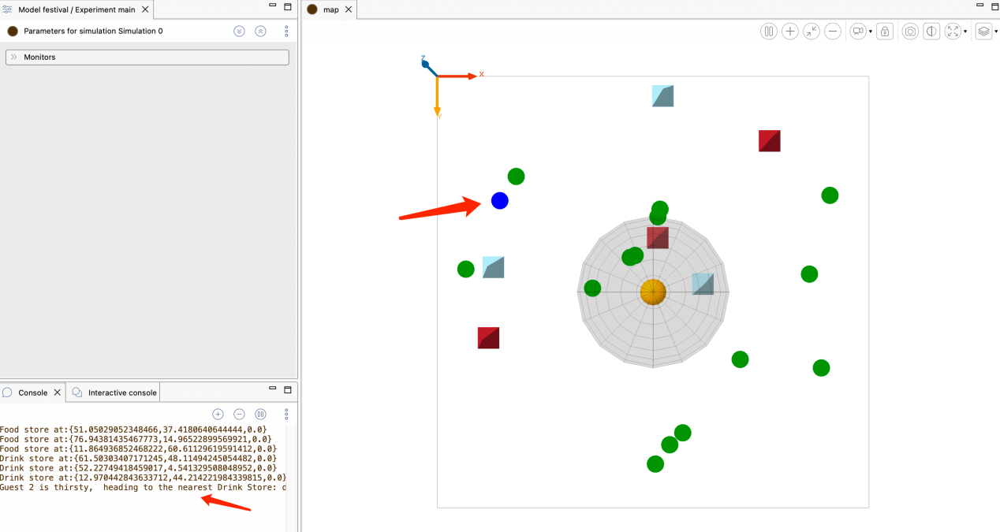 Model festival / Experiment main
map
Parameters for simulation Simulation 0
Monitors
Z
X
Y
Console
Interactive console
Food store at:{51.05029052348466,37.4180640644444,0.0}
Food store at:{76.94381435467773,14.96522899569921,0.0}
Food store at:{11.864936852468222,60.61129619591412,0.0}
Drink store at:{61.50303407171245,48.11494245054482,0.0}
Drink store at:{52.22749418459017,4.541329508048952,0.0}
Drink store at:{12.970442843633712,44.214221984339815,0.0}
Guest 2 is thirsty,  heading to the nearest Drink Store: d